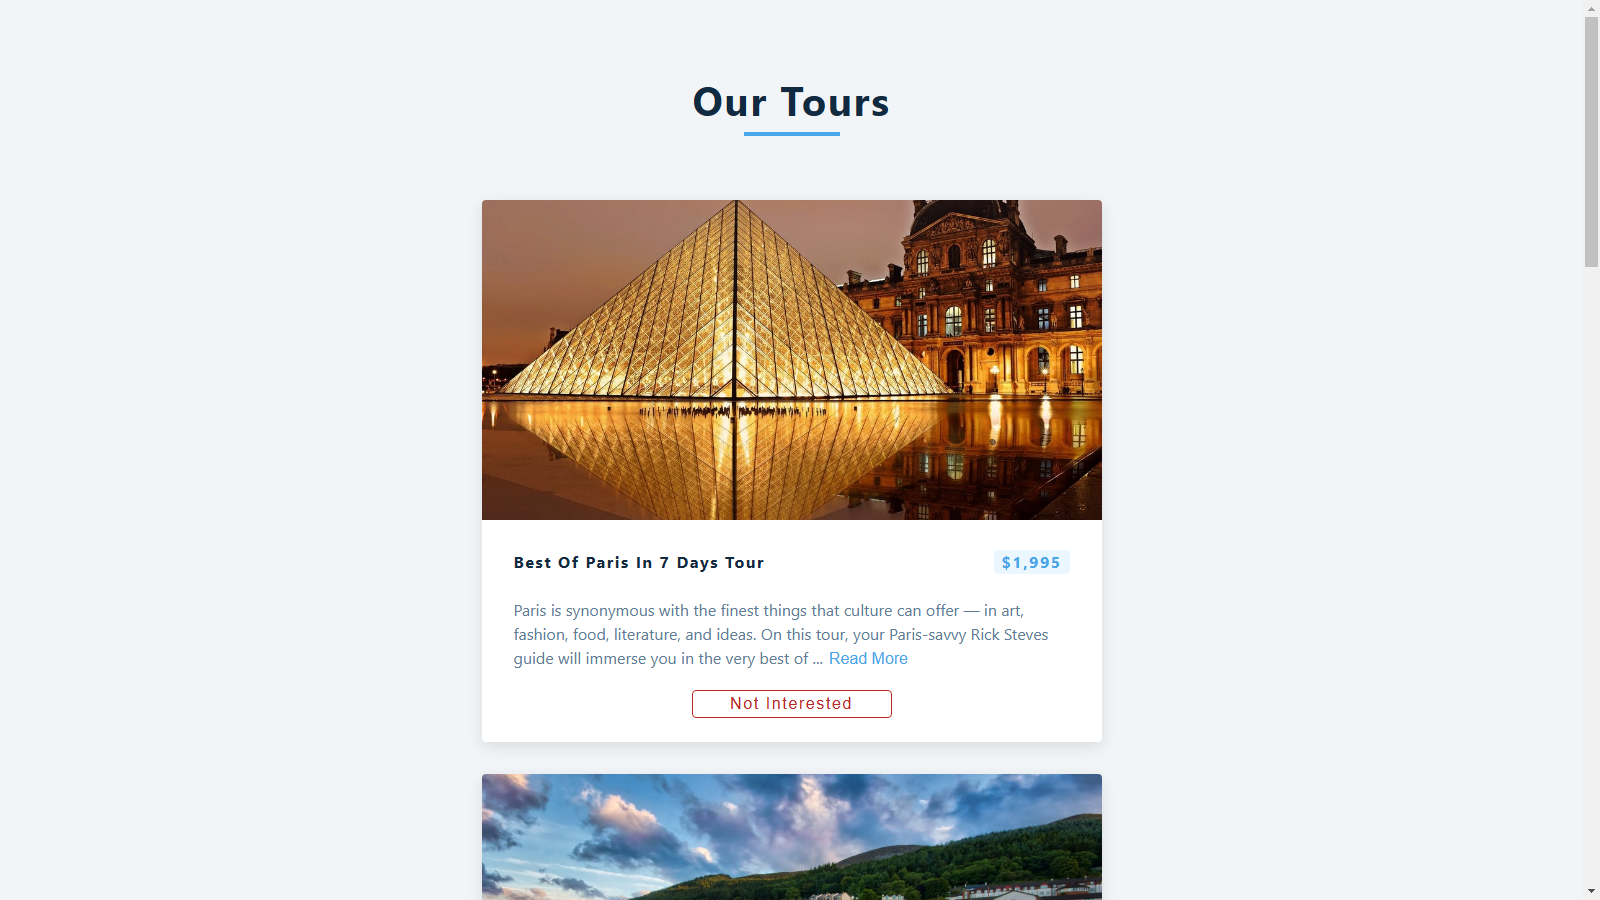 Our Tours
Best Of Paris In 7 Days Tour
$1,995
Paris is synonymous with the finest things that culture can offer — in art,
fashion, food, literature, and ideas. On this tour, your Paris-savvy Rick Steves
guide will immerse you in the very best of ... Read More
Not Interested